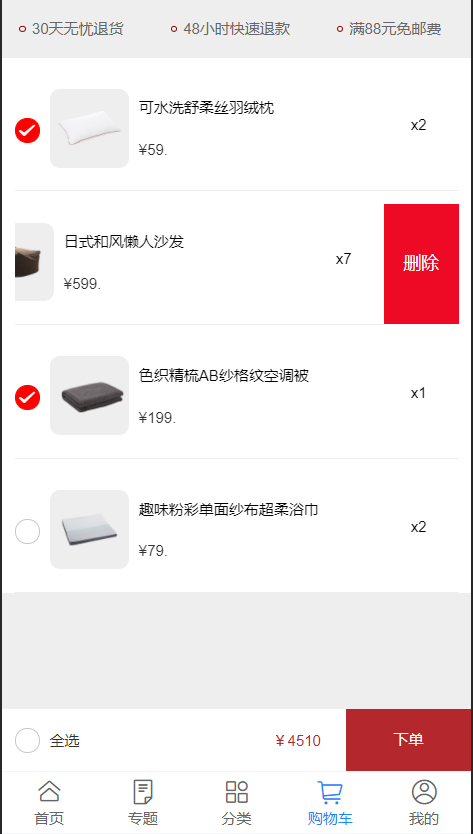 30天无忧退货 48小时快速退款 满88元免邮费
可水洗舒柔丝羽绒枕
x2
¥59.
日式和风懒人沙发
x7
删除
¥599.
色织精梳AB纱格纹空调被
x1
¥199.
趣味粉彩单面纱布超柔浴巾
x2
¥79.
全选 ¥ 4510 下单
首页 专题 分类 购物车 我的